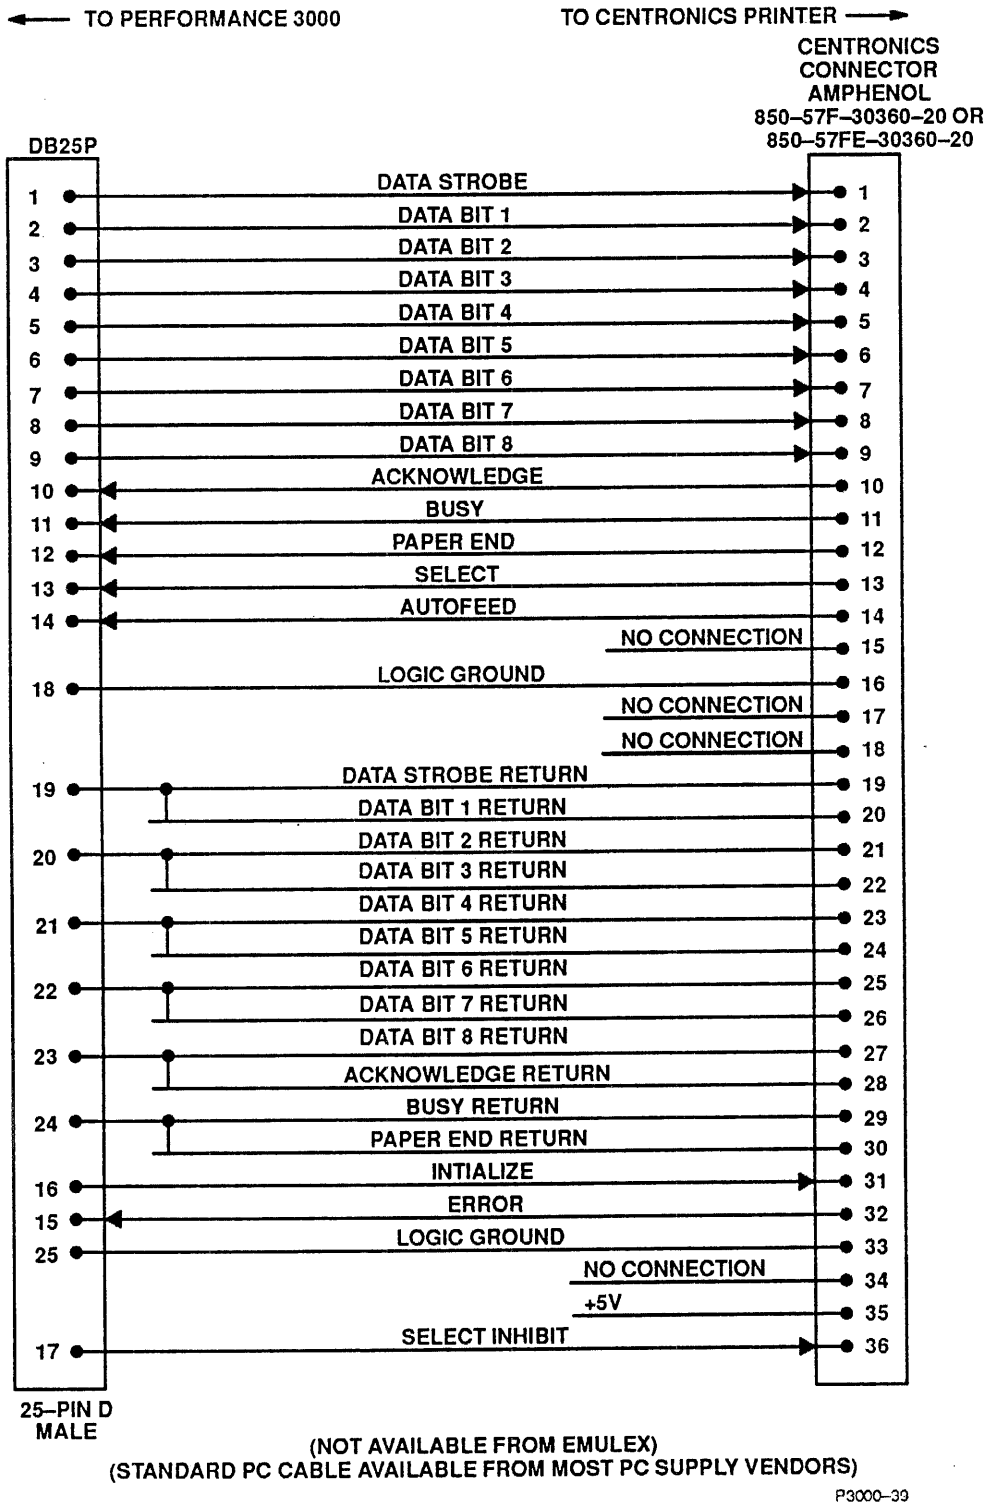 TO PERFORMANCE 3000 TO CENTRONICS PRINTER
CENTRONICS
CONNECTOR
AMPHENOL
850–57F–30360–20 OR
850–57FE–30360–20
DB25P
1 DATA STROBE 1
2 DATA BIT 1 2
3 DATA BIT 2 3
4 DATA BIT 3 4
5 DATA BIT 4 5
6 DATA BIT 5 6
7 DATA BIT 6 7
8 DATA BIT 7 8
9 DATA BIT 8 9
10 ACKNOWLEDGE 10
11 BUSY 11
12 PAPER END 12
13 SELECT 13
14 AUTOFEED 14
NO CONNECTION 15
18 LOGIC GROUND 16
NO CONNECTION 17
NO CONNECTION 18
19 DATA STROBE RETURN 19
DATA BIT 1 RETURN 20
20 DATA BIT 2 RETURN 21
DATA BIT 3 RETURN 22
21 DATA BIT 4 RETURN 23
DATA BIT 5 RETURN 24
22 DATA BIT 6 RETURN 25
DATA BIT 7 RETURN 26
23 DATA BIT 8 RETURN 27
ACKNOWLEDGE RETURN 28
24 BUSY RETURN 29
PAPER END RETURN 30
16 INTIALIZE 31
15 ERROR 32
25 LOGIC GROUND 33
NO CONNECTION 34
+5V 35
17 SELECT INHIBIT 36
25–PIN D
MALE
(NOT AVAILABLE FROM EMULEX)
(STANDARD PC CABLE AVAILABLE FROM MOST PC SUPPLY VENDORS)
P3000–39